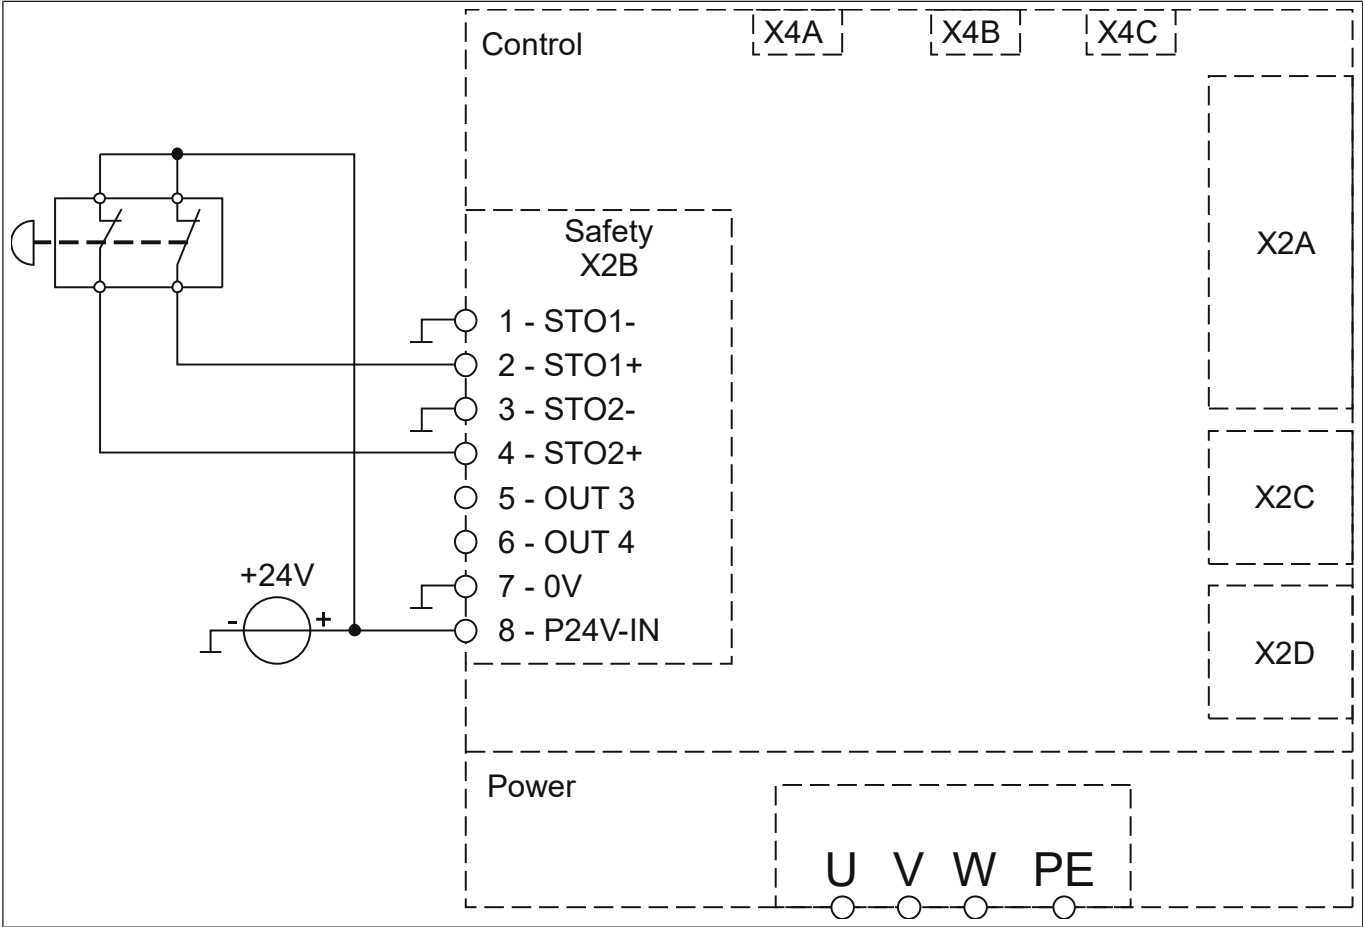 Control
X4A
X4B
X4C
X2A
Safety
X2B
1 - STO1-
2 - STO1+
3 - STO2-
4 - STO2+
5 - OUT 3
6 - OUT 4
7 - 0V
8 - P24V-IN
+24V
- +
X2C
X2D
Power
U V W PE